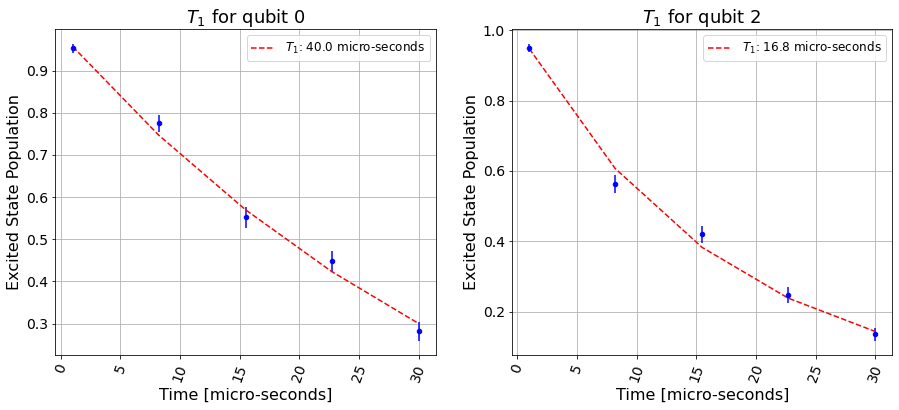 T₁ for qubit 0
T₁: 40.0 micro-seconds
Excited State Population
0.9
0.8
0.7
0.6
0.5
0.4
0.3
0 5 10 15 20 25 30
Time [micro-seconds]
T₁ for qubit 2
T₁: 16.8 micro-seconds
Excited State Population
1.0
0.8
0.6
0.4
0.2
0 5 10 15 20 25 30
Time [micro-seconds]